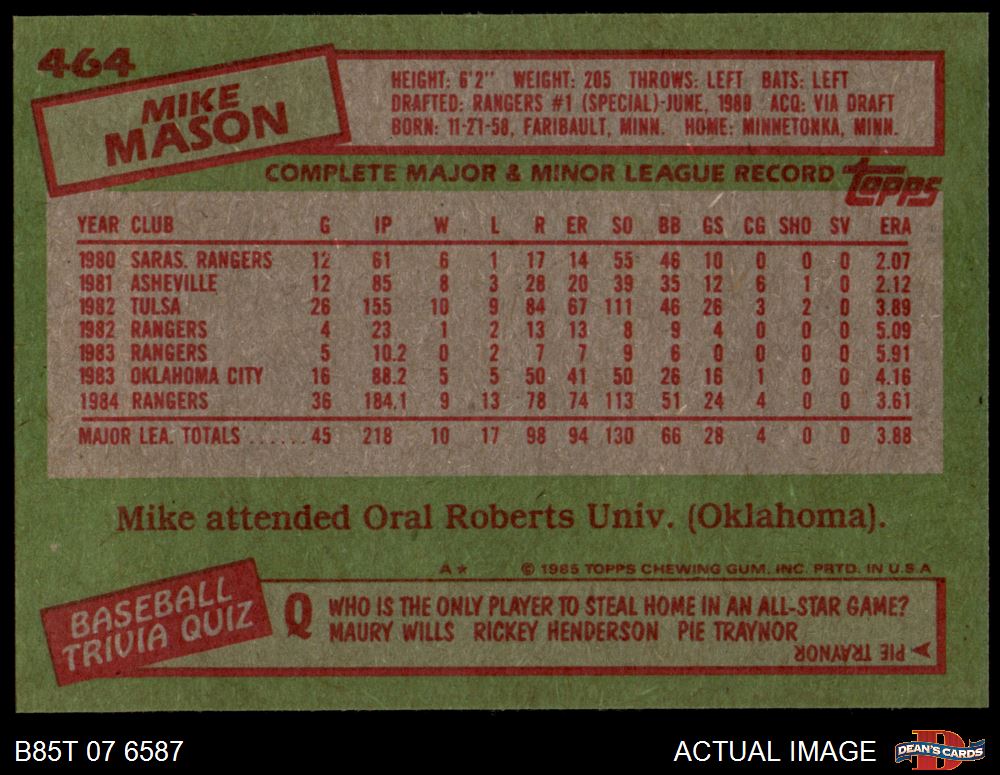 464
MIKE
MASON
HEIGHT: 6'2" WEIGHT: 205 THROWS: LEFT BATS: LEFT
DRAFTED: RANGERS #1 (SPECIAL)-JUNE, 1980 ACQ: VIA DRAFT
BORN: 11-21-58, FARIBAULT, MINN. HOME: MINNETONKA, MINN.
COMPLETE MAJOR & MINOR LEAGUE RECORD
topps
YEAR CLUB G IP W L R ER SO BB GS CG SHO SV ERA
1980 SARAS. RANGERS 12 61 6 1 17 14 55 46 10 0 0 0 2.07
1981 ASHEVILLE 12 85 8 3 28 20 39 35 12 6 1 0 2.12
1982 TULSA 26 155 10 9 84 67 111 46 26 3 2 0 3.89
1982 RANGERS 4 23 1 2 13 13 8 9 4 0 0 0 5.09
1983 RANGERS 5 10.2 0 2 7 7 9 6 0 0 0 0 5.91
1983 OKLAHOMA CITY 16 88.2 5 5 50 41 50 26 16 1 0 0 4.16
1984 RANGERS 36 184.1 9 13 78 74 113 51 24 4 0 0 3.61
MAJOR LEA. TOTALS ...... 45 218 10 17 98 94 130 66 28 4 0 0 3.88
Mike attended Oral Roberts Univ. (Oklahoma).
A* © 1985 TOPPS CHEWING GUM, INC. PRTD. IN U.S.A
BASEBALL
TRIVIA QUIZ
Q WHO IS THE ONLY PLAYER TO STEAL HOME IN AN ALL-STAR GAME?
MAURY WILLS RICKEY HENDERSON PIE TRAYNOR
A PIE TRAYNOR
B85T 07 6587
ACTUAL IMAGE
DEAN'S CARDS